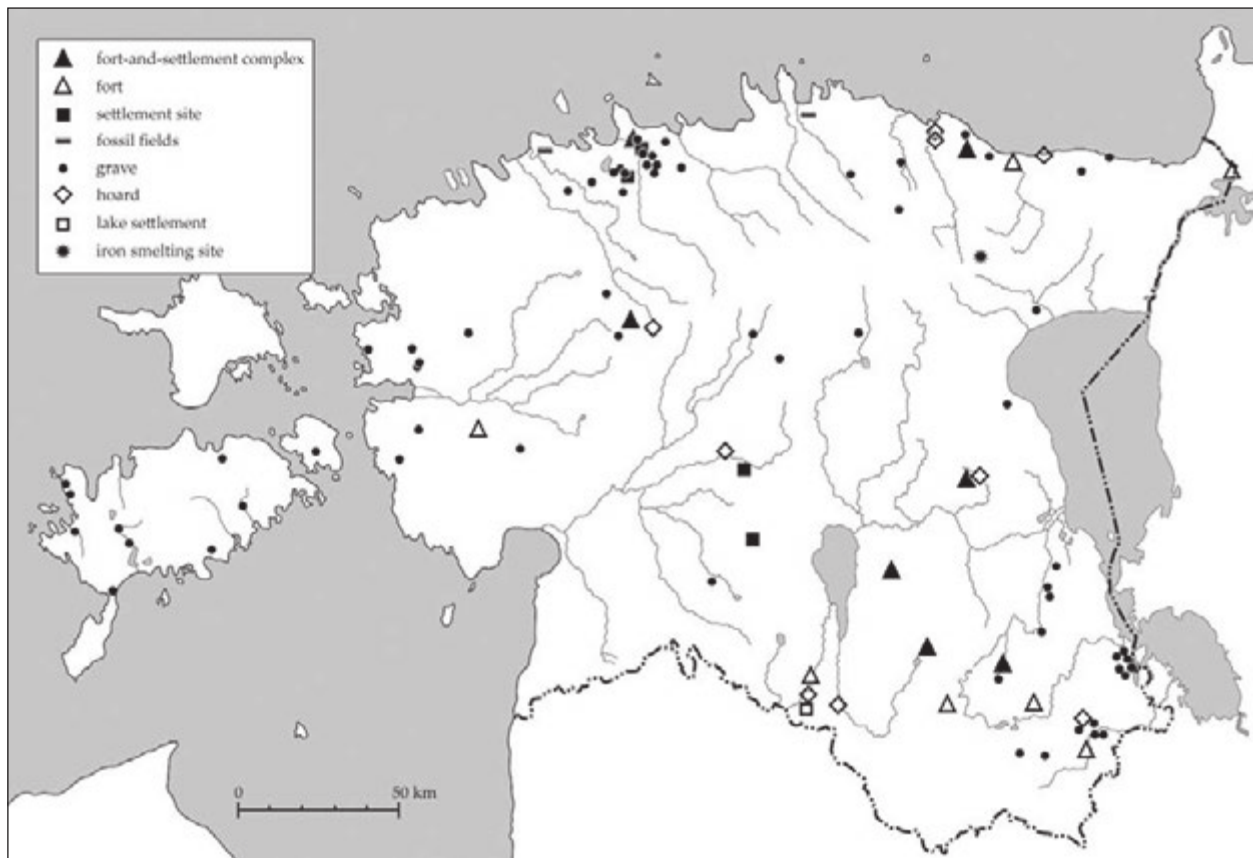 fort-and-settlement complex
fort
settlement site
fossil fields
grave
hoard
lake settlement
iron smelting site
0 50 km